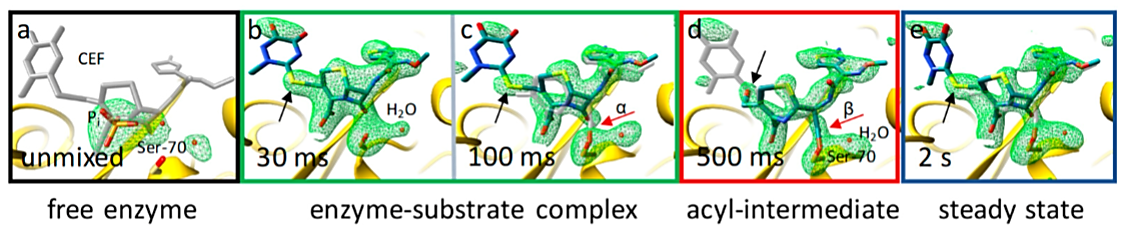 a
CEF
Pi
Ser-70
unmixed
b
H₂O
30 ms
c
α
100 ms
d
β
H₂O
Ser-70
500 ms
e
2 s
free enzyme
enzyme-substrate complex
acyl-intermediate
steady state